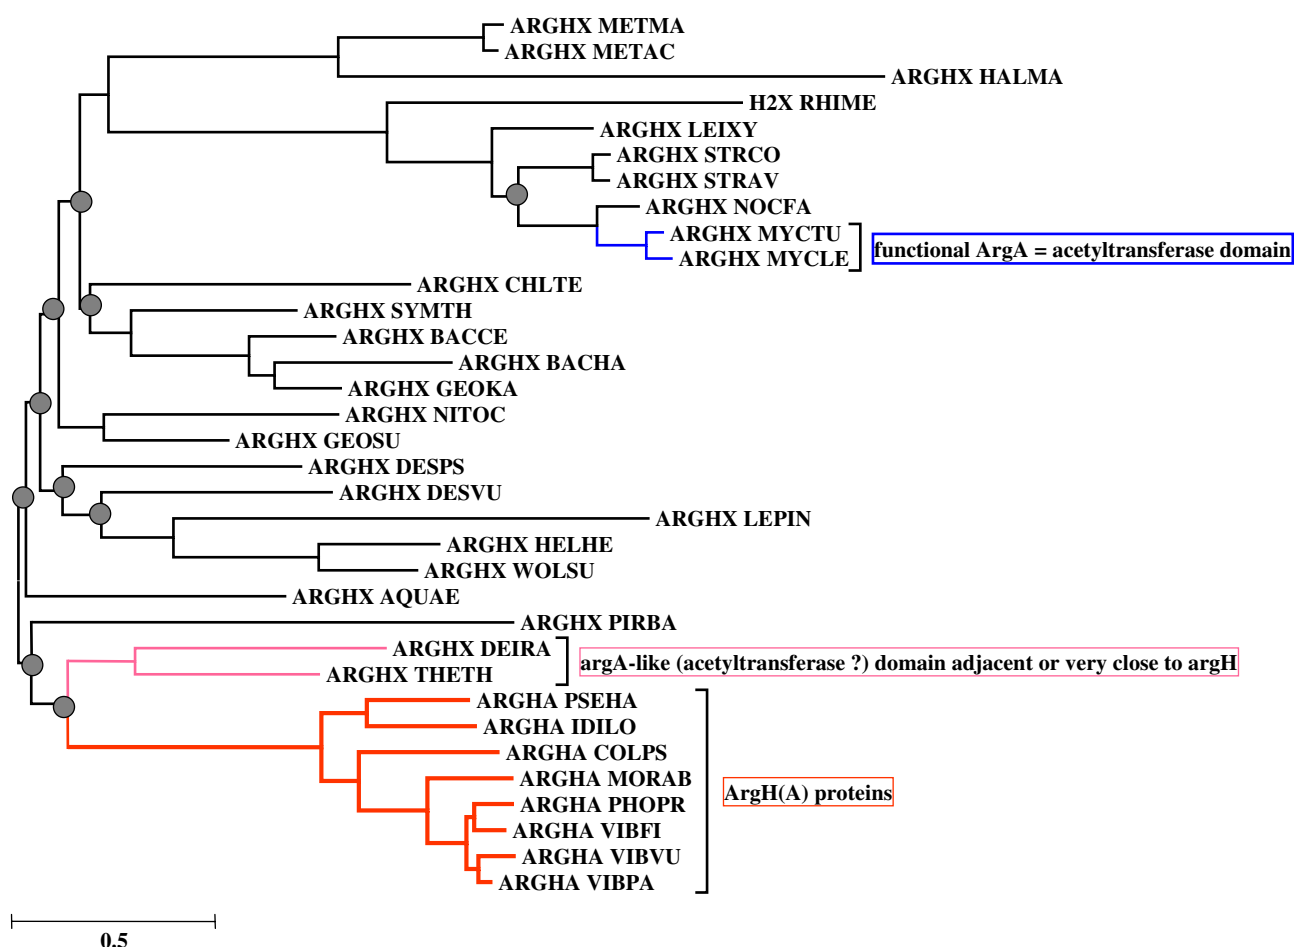 ARGHX METMA
ARGHX METAC
ARGHX HALMA
H2X RHIME
ARGHX LEIXY
ARGHX STRCO
ARGHX STRAV
ARGHX NOCFA
ARGHX MYCTU
functional ArgA = acetyltransferase domain
ARGHX MYCLE
ARGHX CHLTE
ARGHX SYMTH
ARGHX BACCE
ARGHX BACHA
ARGHX GEOKA
ARGHX NITOC
ARGHX GEOSU
ARGHX DESPS
ARGHX DESVU
ARGHX LEPIN
ARGHX HELHE
ARGHX WOLSU
ARGHX AQUAE
ARGHX PIRBA
ARGHX DEIRA
argA-like (acetyltransferase ?) domain adjacent or very close to argH
ARGHX THETH
ARGHA PSEHA
ARGHA IDILO
ARGHA COLPS
ARGHA MORAB
ArgH(A) proteins
ARGHA PHOPR
ARGHA VIBFI
ARGHA VIBVU
ARGHA VIBPA
0.5